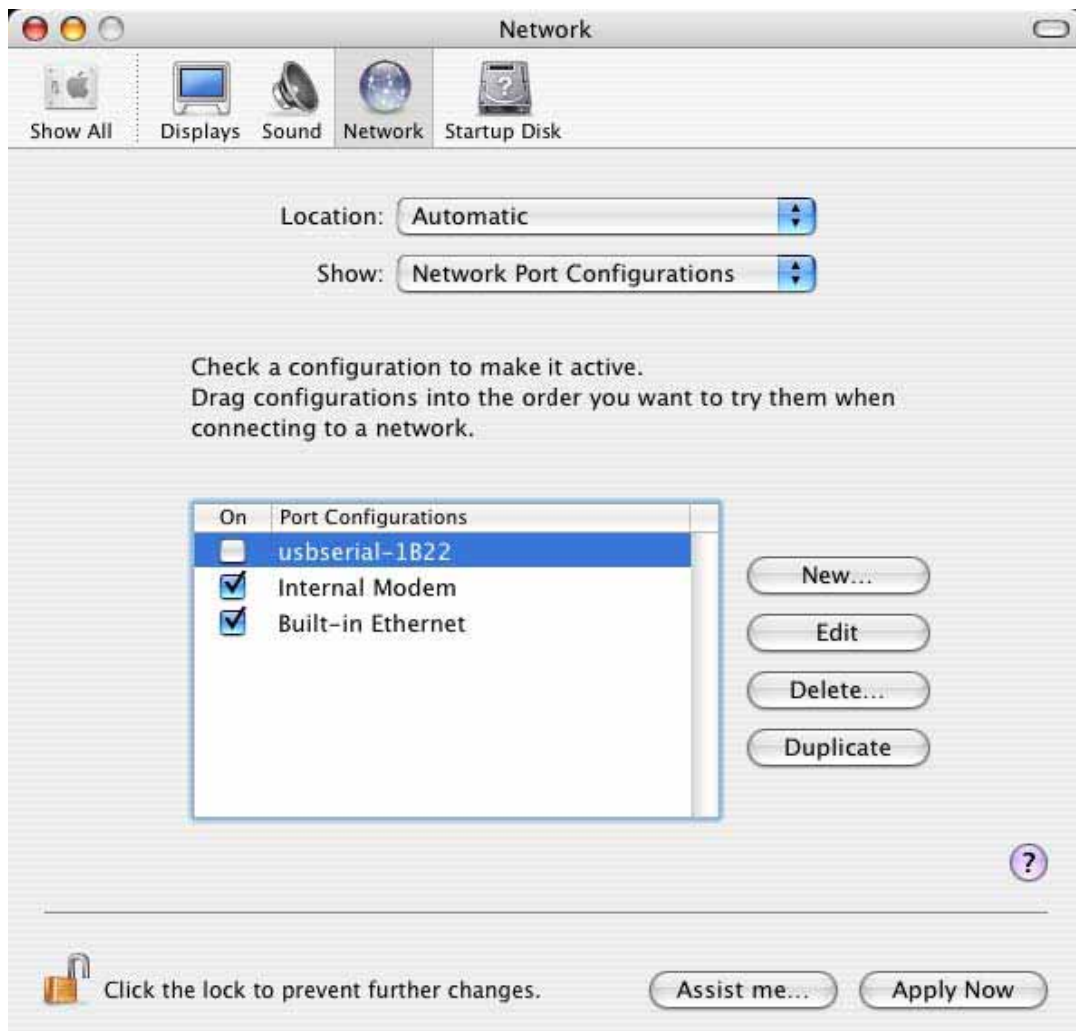 Network
Show All
Displays
Sound
Network
Startup Disk
Location: Automatic
Show: Network Port Configurations
Check a configuration to make it active.
Drag configurations into the order you want to try them when
connecting to a network.
On Port Configurations
usbserial-1B22
Internal Modem
Built-in Ethernet
New...
Edit
Delete...
Duplicate
?
Click the lock to prevent further changes.
Assist me...
Apply Now